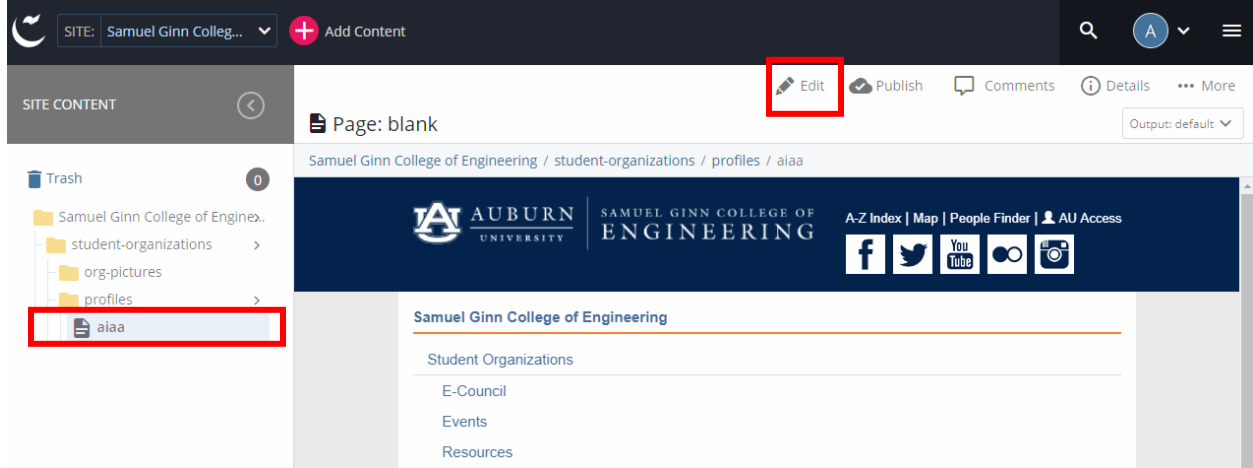 SITE: Samuel Ginn Colleg... Add Content A
SITE CONTENT
Edit Publish Comments Details ••• More
Page: blank
Output: default
Samuel Ginn College of Engineering / student-organizations / profiles / aiaa
Trash 0
Samuel Ginn College of Engine..
student-organizations
org-pictures
profiles
aiaa
AU AUBURN
UNIVERSITY
SAMUEL GINN COLLEGE OF
ENGINEERING
A-Z Index | Map | People Finder | AU Access
f You
Tube
Samuel Ginn College of Engineering
Student Organizations
E-Council
Events
Resources